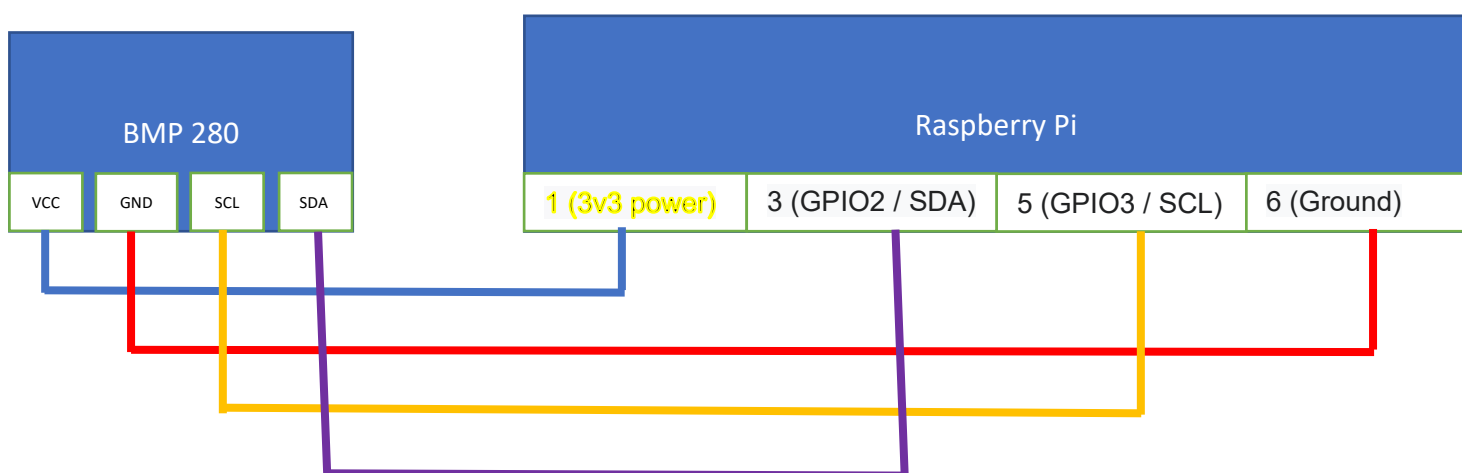 BMP 280
Raspberry Pi
VCC GND SCL SDA
1 (3v3 power) 3 (GPIO2 / SDA) 5 (GPIO3 / SCL) 6 (Ground)